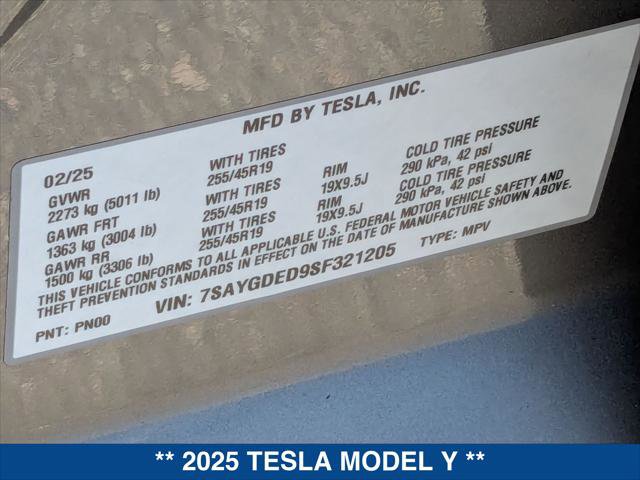 MFD BY TESLA, INC.
02/25
GVWR WITH TIRES RIM COLD TIRE PRESSURE
2273 kg (5011 lb) 255/45R19 19X9.5J 290 kPa, 42 psi
GAWR FRT WITH TIRES RIM COLD TIRE PRESSURE
1363 kg (3004 lb) 255/45R19 19X9.5J 290 kPa, 42 psi
GAWR RR WITH TIRES
1500 kg (3306 lb) 255/45R19
THIS VEHICLE CONFORMS TO ALL APPLICABLE U.S. FEDERAL MOTOR VEHICLE SAFETY AND
THEFT PREVENTION STANDARDS IN EFFECT ON THE DATE OF MANUFACTURE SHOWN ABOVE.
PNT: PN00 VIN: 7SAYGDED9SF321205 TYPE: MPV
** 2025 TESLA MODEL Y **